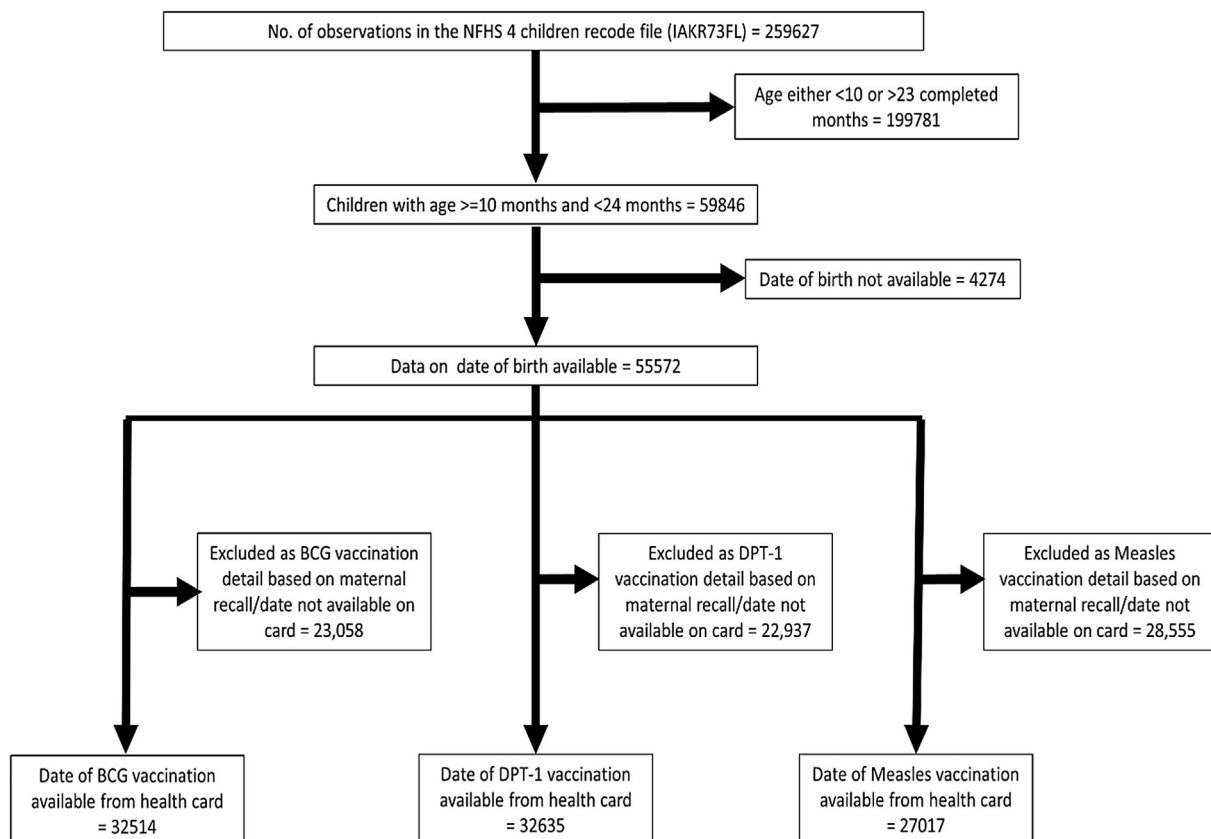 No. of observations in the NFHS 4 children recode file (IAKR73FL) = 259627
Age either <10 or >23 completed
months = 199781
Children with age >=10 months and <24 months = 59846
Date of birth not available = 4274
Data on date of birth available = 55572
Excluded as BCG vaccination
detail based on maternal
recall/date not available on
card = 23,058
Excluded as DPT-1
vaccination detail based on
maternal recall/date not
available on card = 22,937
Excluded as Measles
vaccination detail based on
maternal recall/date not
available on card = 28,555
Date of BCG vaccination
available from health card
= 32514
Date of DPT-1 vaccination
available from health card
= 32635
Date of Measles vaccination
available from health card
= 27017